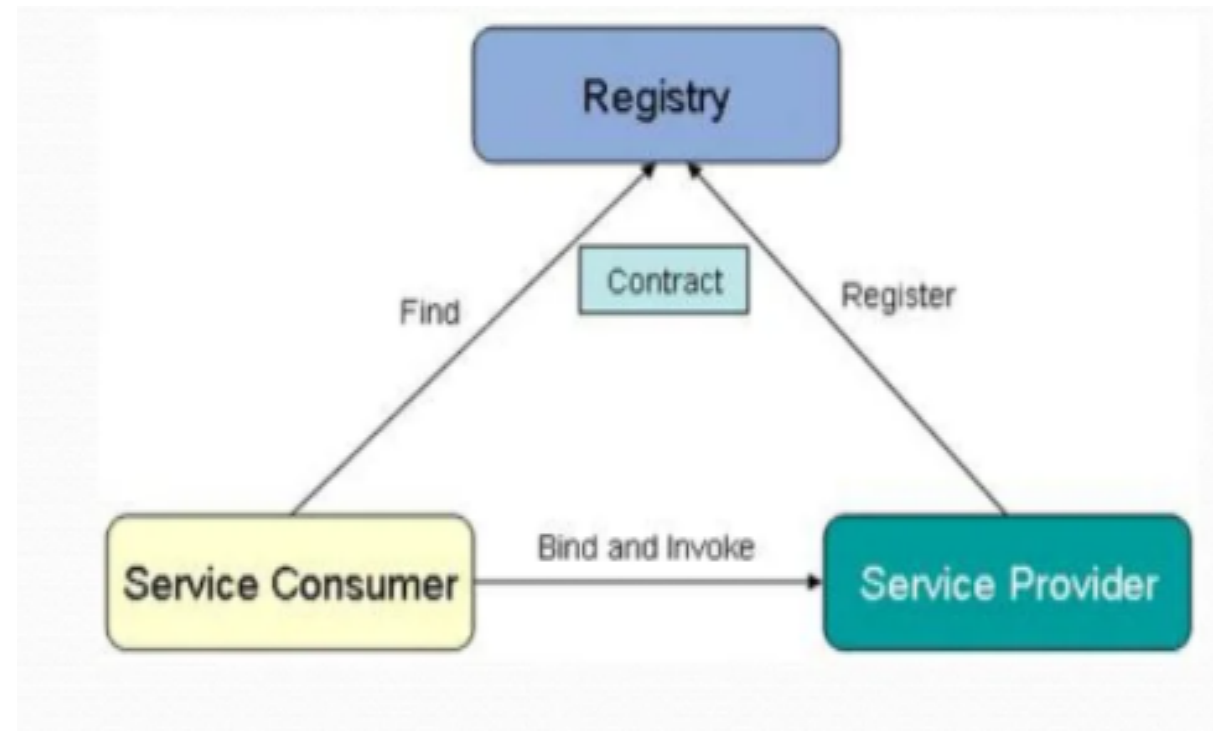 Registry
Contract
Find
Register
Bind and Invoke
Service Consumer
Service Provider